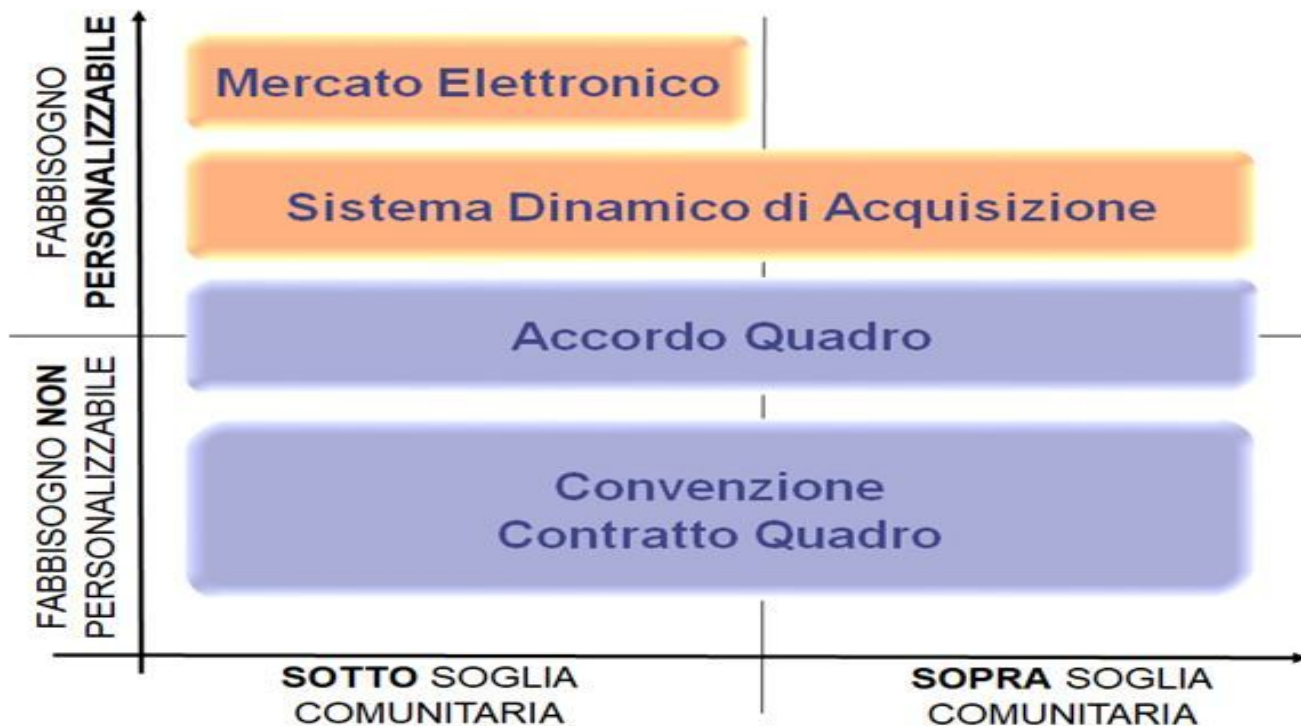 FABBISOGNO
PERSONALIZZABILE
Mercato Elettronico
Sistema Dinamico di Acquisizione
Accordo Quadro
FABBISOGNO NON
PERSONALIZZABILE
Convenzione
Contratto Quadro
SOTTO SOGLIA
COMUNITARIA
SOPRA SOGLIA
COMUNITARIA